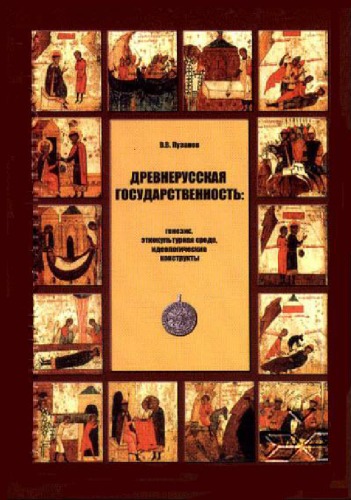 В.В. Пузанов
ДРЕВНЕРУССКАЯ
ГОСУДАРСТВЕННОСТЬ:
генезис,
этнокультурная среда,
идеологические
конструкты